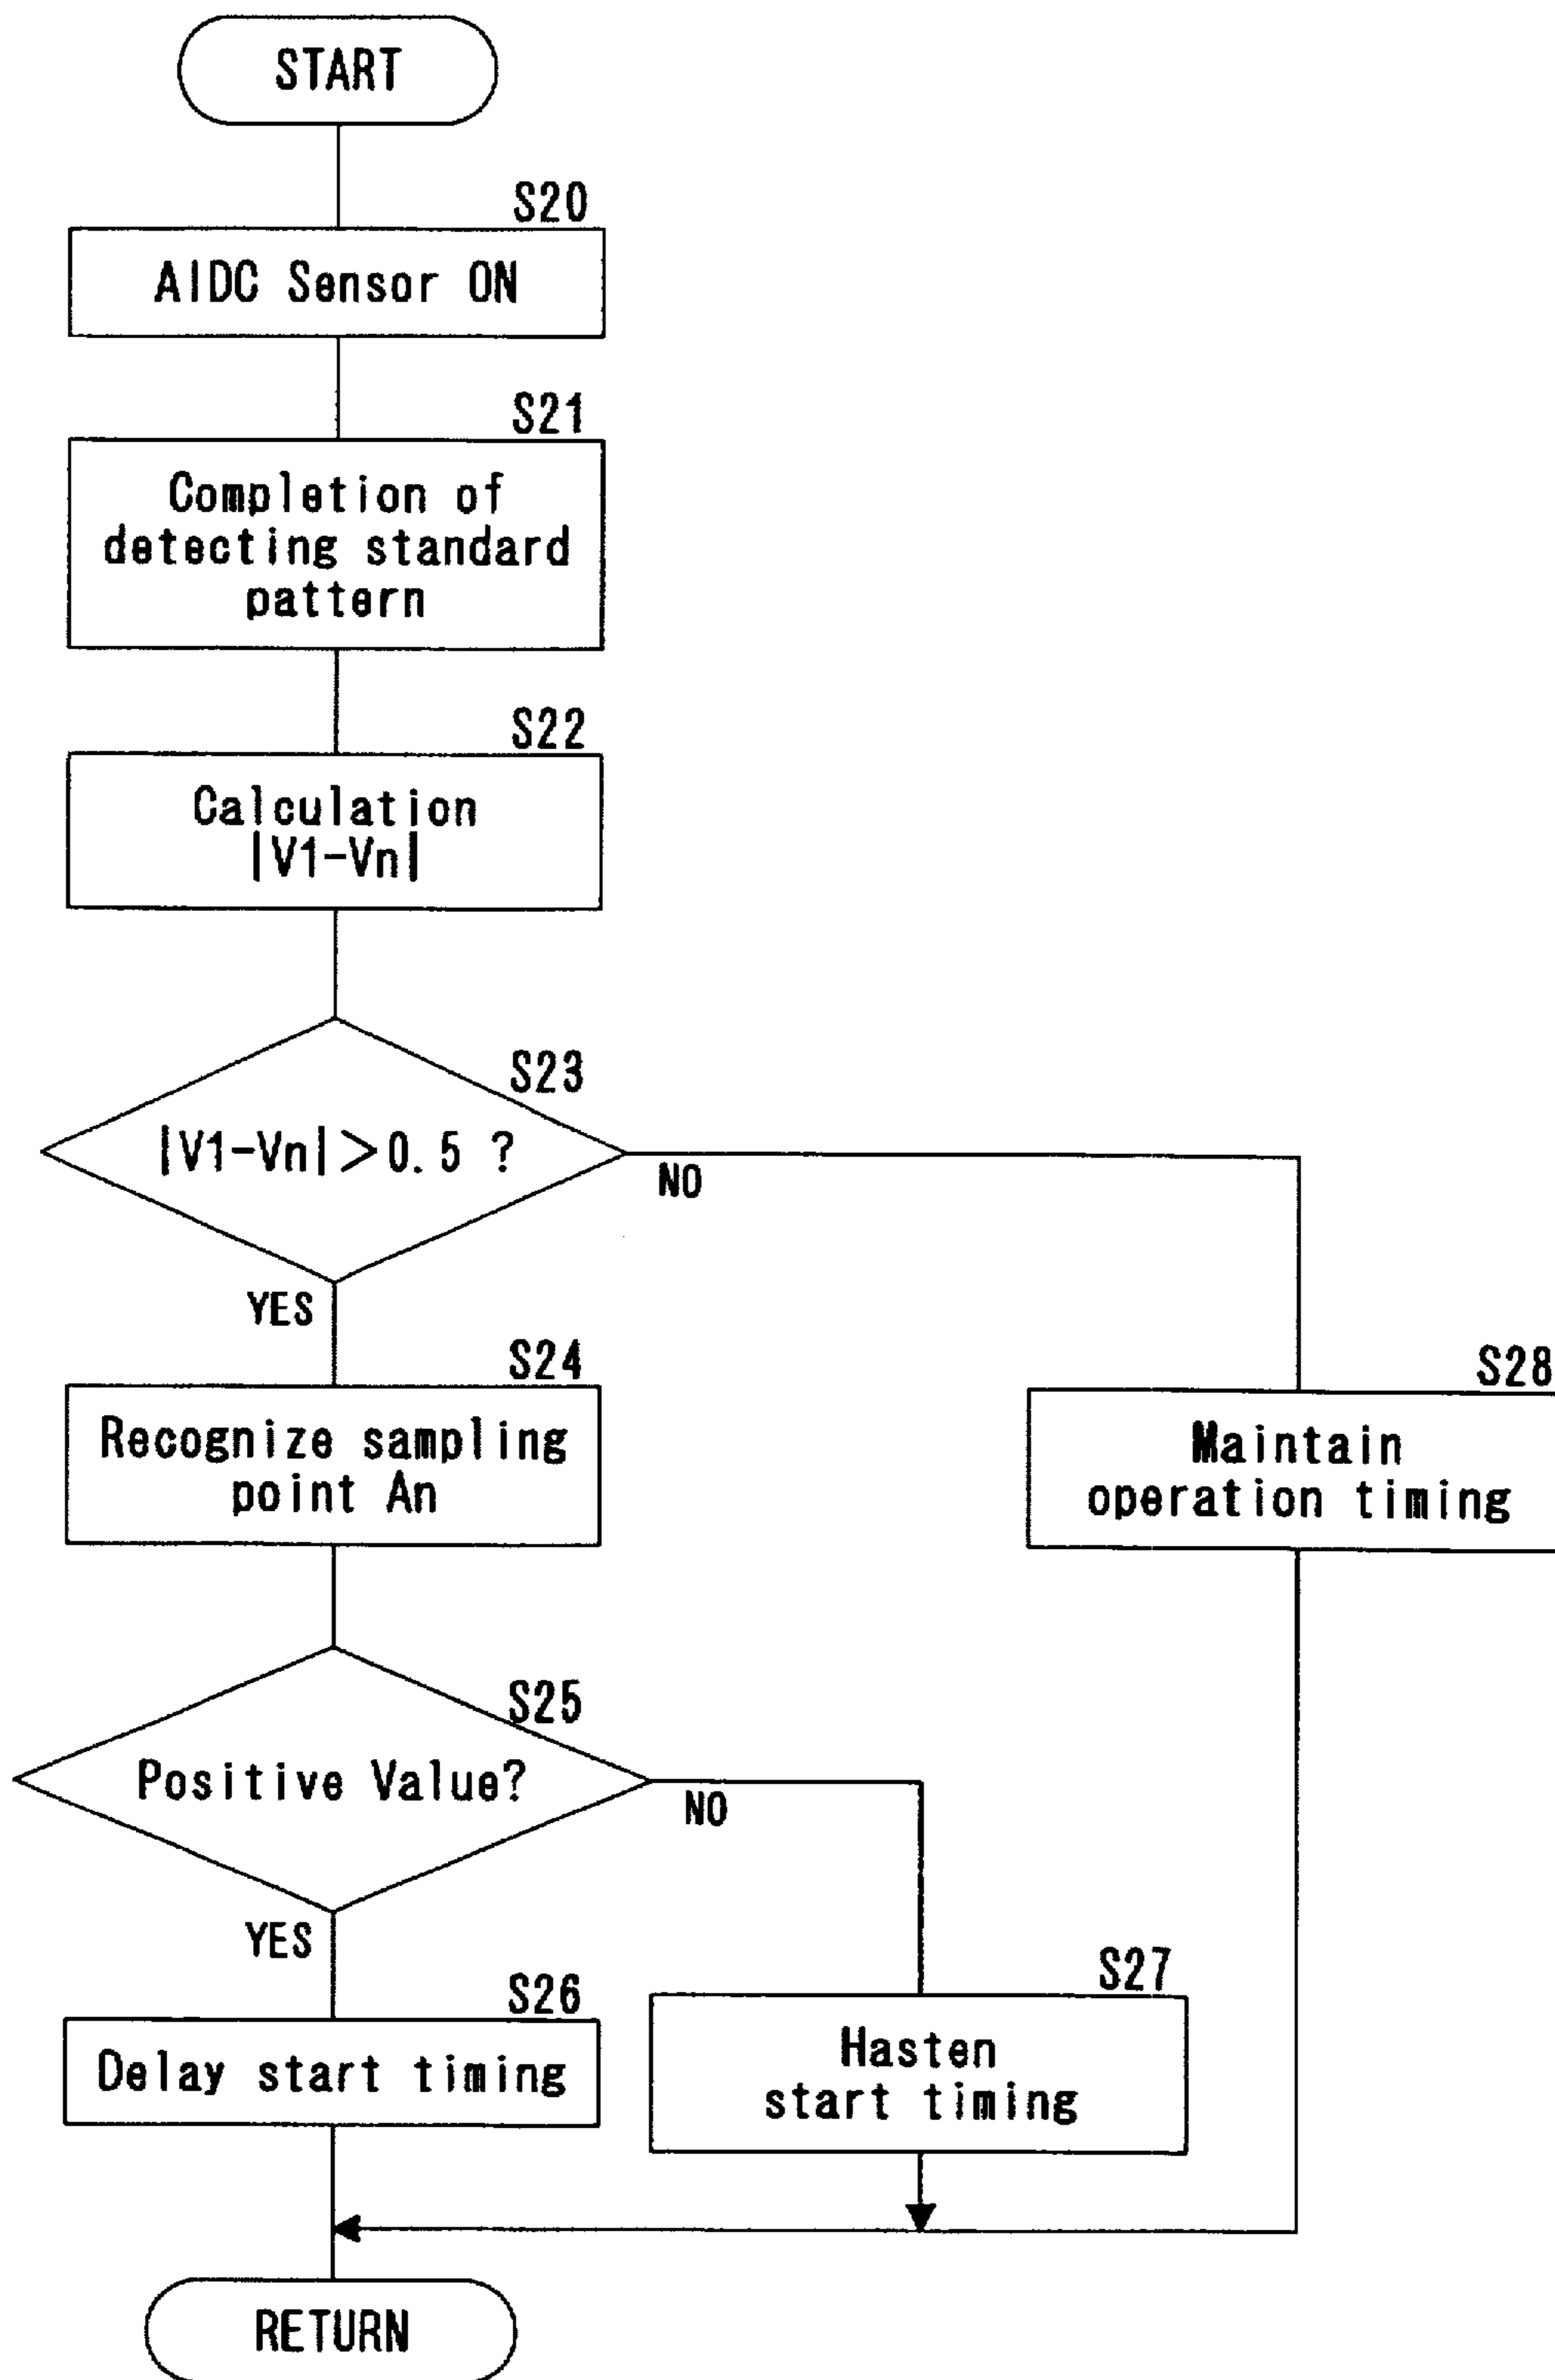 START
S20
AIDC Sensor ON
S21
Completion of
detecting standard
pattern
S22
Calculation
|V1-Vn|
S23
|V1-Vn|>0.5 ?
NO
YES
S24
Recognize sampling
point An
S28
Maintain
operation timing
S25
Positive Value?
NO
YES
S26
Delay start timing
S27
Hasten
start timing
RETURN